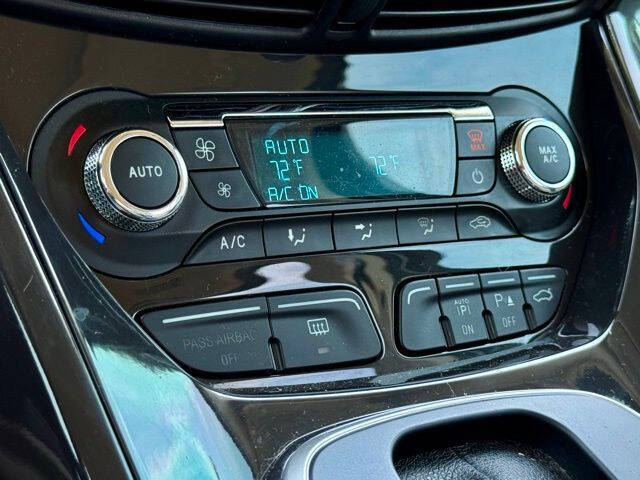 AUTO
72°F 72°F
A/C ON
AUTO
MAX
MAX
A/C
A/C
PASS AIRBAG
OFF
AUTO
P
ON
P
OFF